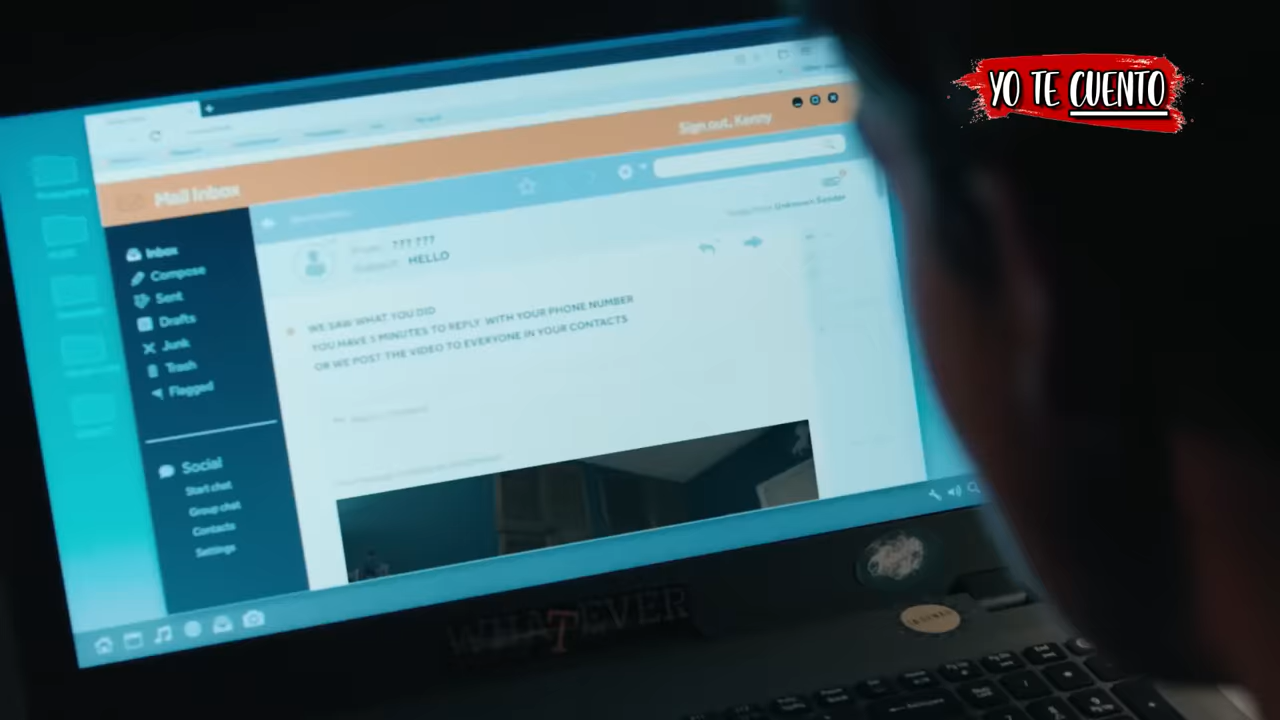 YO TE CUENTO
Sign out, Kenny
Mail Inbox
Unknown Sender
??? ???
HELLO
Inbox
Compose
Sent
Drafts
Junk
Trash
Flagged
WE SAW WHAT YOU DID
YOU HAVE 5 MINUTES TO REPLY WITH YOUR PHONE NUMBER
OR WE POST THE VIDEO TO EVERYONE IN YOUR CONTACTS
Social
Start chat
Group chat
Contacts
Settings
WHATEVER